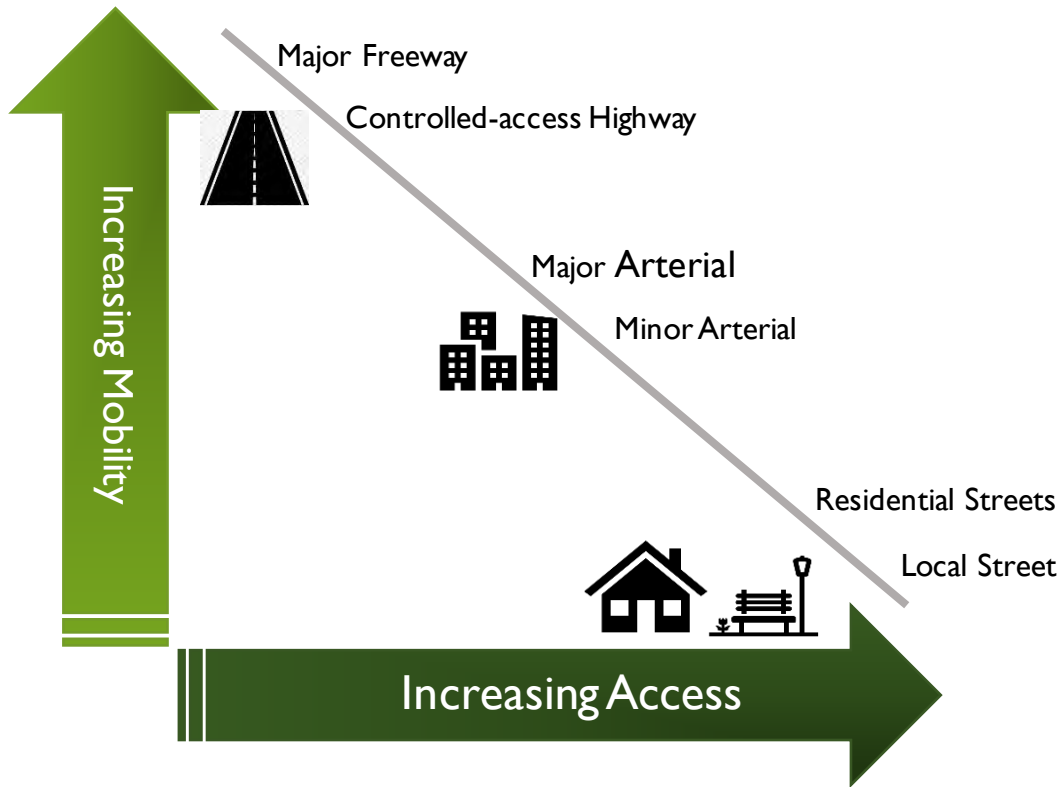 Major Freeway
Controlled-access Highway
Increasing Mobility
Major Arterial
Minor Arterial
Residential Streets
Local Street
Increasing Access